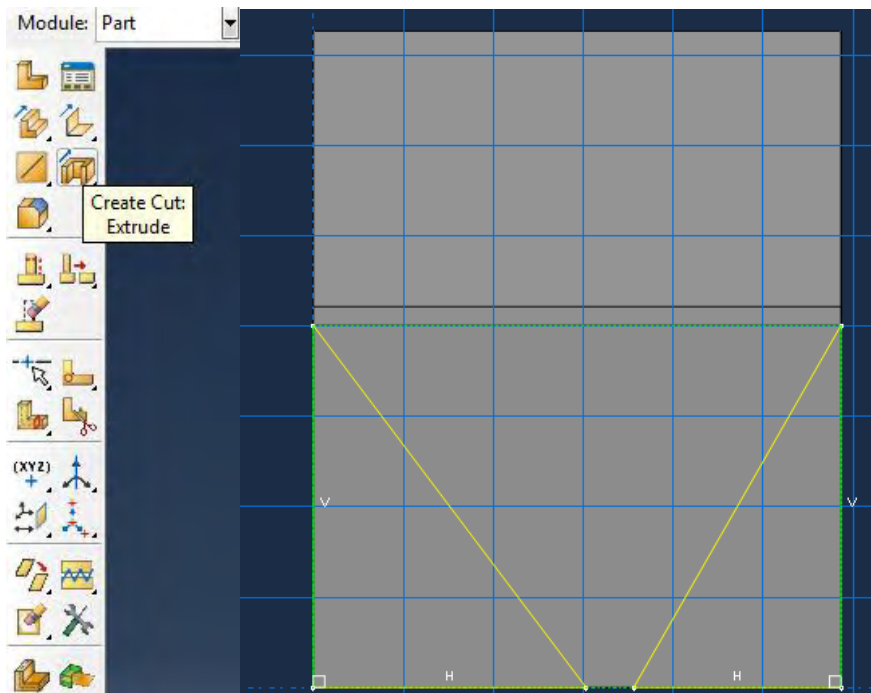 Module: Part
Create Cut:
Extrude
(XYZ)
V
V
H
H